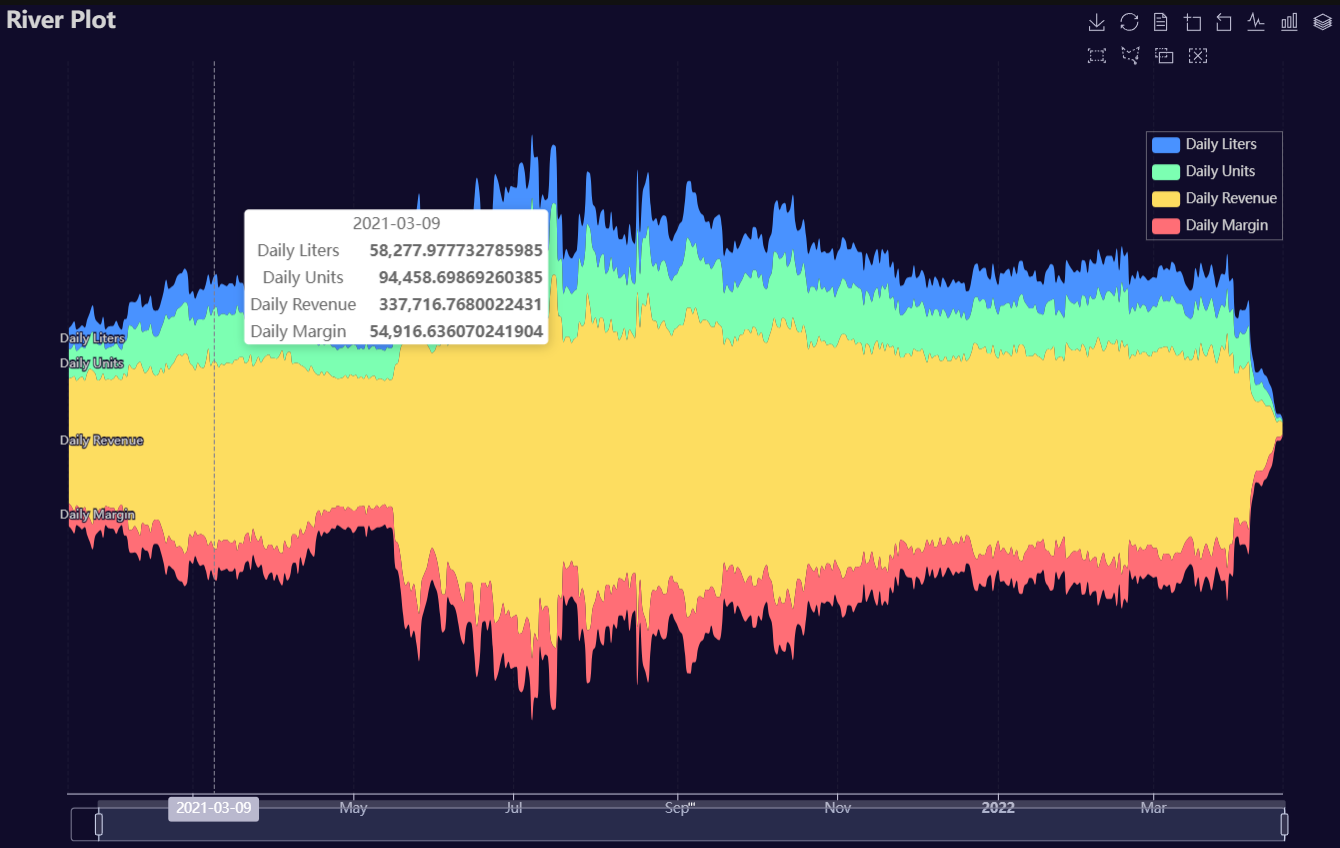 River Plot
Daily Liters
Daily Units
Daily Revenue
Daily Margin
2021-03-09
Daily Liters 58,277.977732785985
Daily Units 94,458.69869260385
Daily Revenue 337,716.7680022431
Daily Margin 54,916.636070241904
Daily Liters
Daily Units
Daily Revenue
Daily Margin
2021-03-09 May Jul Sep Nov 2022 Mar